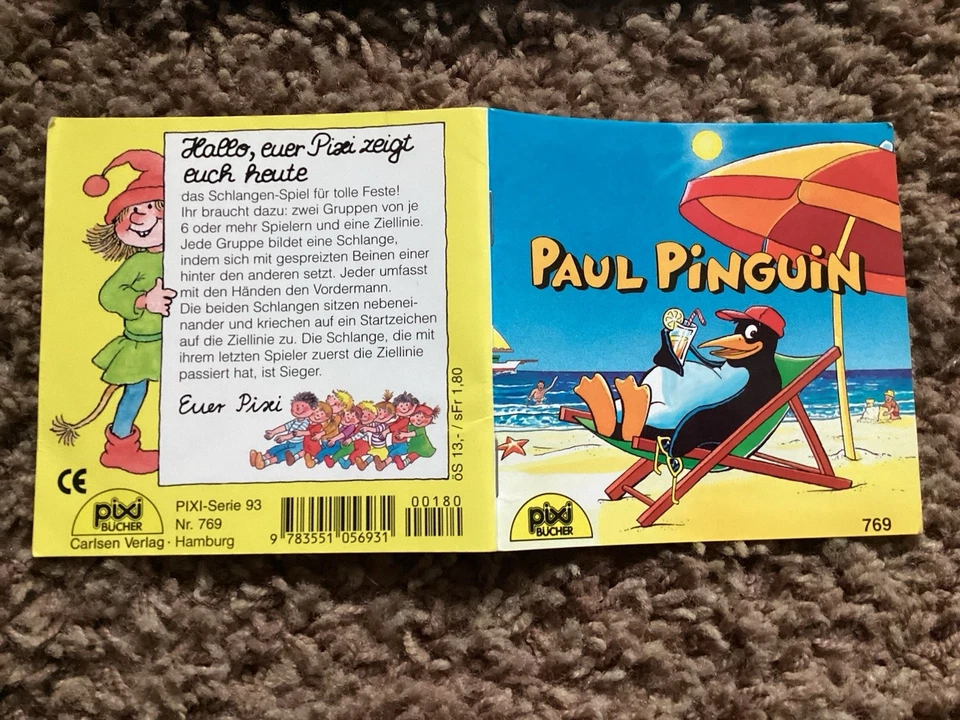 Hallo, euer Pixi zeigt
euch heute
das Schlangen-Spiel für tolle Feste!
Ihr braucht dazu: zwei Gruppen von je
6 oder mehr Spielern und eine Ziellinie.
Jede Gruppe bildet eine Schlange,
indem sich mit gespreizten Beinen einer
hinter den anderen setzt. Jeder umfasst
mit den Händen den Vordermann.
Die beiden Schlangen sitzen nebenei-
nander und kriechen auf ein Startzeichen
auf die Ziellinie zu. Die Schlange, die mit
ihrem letzten Spieler zuerst die Ziellinie
passiert hat, ist Sieger.
Euer Pixi
öS 13,- / sFr 1,80
CE
pixi
BÜCHER
PIXI-Serie 93
Nr. 769
Carlsen Verlag · Hamburg
00180
9 783551 056931
PAUL PINGUIN
pixi
BÜCHER
769